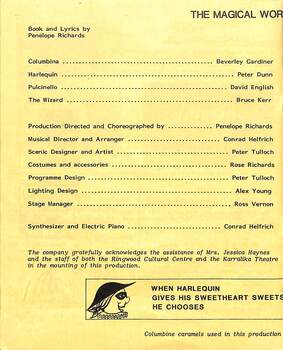 THE MAGICAL WOR
Book and Lyrics by
Penelope Richards
Columbina ........................................ Beverley Gardiner
Harlequin ........................................ Peter Dunn
Pulcinello ........................................ David English
The Wizard ........................................ Bruce Kerr
Production Directed and Choreographed by .......... Penelope Richards
Musical Director and Arranger .................... Conrad Helfrich
Scenic Designer and Artist ........................ Peter Tulloch
Costumes and accessories ......................... Rose Richards
Programme Design ................................ Peter Tulloch
Lighting Design ................................... Alex Young
Stage Manager .................................... Ross Vernon
Synthesizer and Electric Piano .................... Conrad Helfrich
The company gratefully acknowledges the assistance of Mrs. Jessica Haynes
and the staff of both the Ringwood Cultural Centre and the Karralika Theatre
in the mounting of this production.
WHEN HARLEQUIN
GIVES HIS SWEETHEART SWEETS
HE CHOOSES
Columbine caramels used in this production